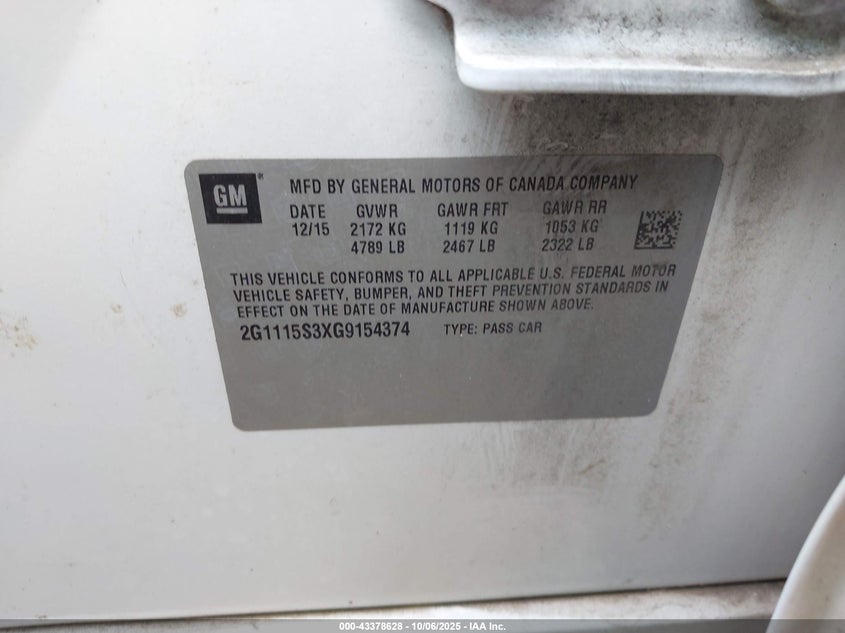 GM
MFD BY GENERAL MOTORS OF CANADA COMPANY
DATE GVWR GAWR FRT GAWR RR
12/15 2172 KG 1119 KG 1053 KG
4789 LB 2467 LB 2322 LB
THIS VEHICLE CONFORMS TO ALL APPLICABLE U.S. FEDERAL MOTOR
VEHICLE SAFETY, BUMPER, AND THEFT PREVENTION STANDARDS IN
EFFECT ON THE DATE OF MANUFACTURE SHOWN ABOVE.
2G1115S3XG9154374 TYPE: PASS CAR
000-43378628 - 10/06/2025 - IAA Inc.